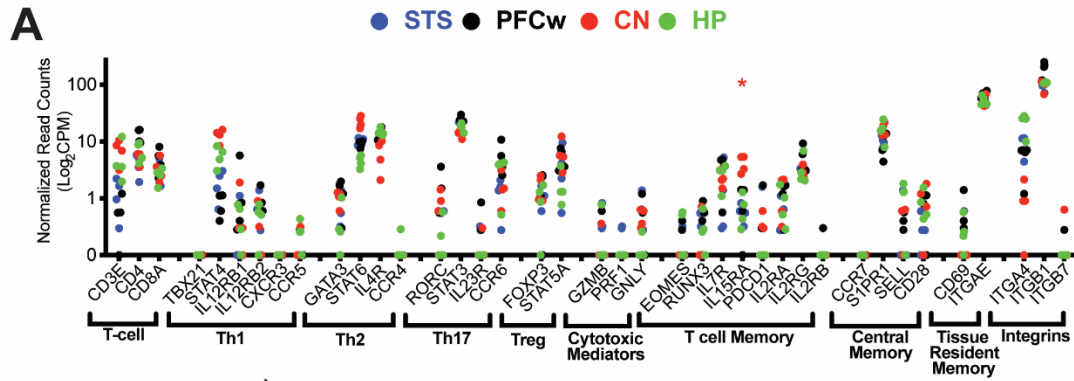 A
STS PFCw CN HP
Normalized Read Counts
(Log2CPM)
100
10
1
0
*
CD3E
CD4
CD8A
TBX21
STAT4
IL12RB1
IL12RB2
CXCR3
CCR5
GATA3
STAT6
IL4R
CCR4
RORC
STAT3
IL23R
CCR6
FOXP3
STAT5A
GZMB
PRF1
GNLY
EOMES
RUNX3
IL7R
IL15RA
PDCD1
IL2RA
IL2RG
IL2RB
CCR7
S1PR1
SELL
CD28
CD69
ITGAE
ITGA4
ITGB1
ITGB7
T-cell
Th1
Th2
Th17
Treg
Cytotoxic
Mediators
T cell Memory
Central
Memory
Tissue
Resident
Memory
Integrins